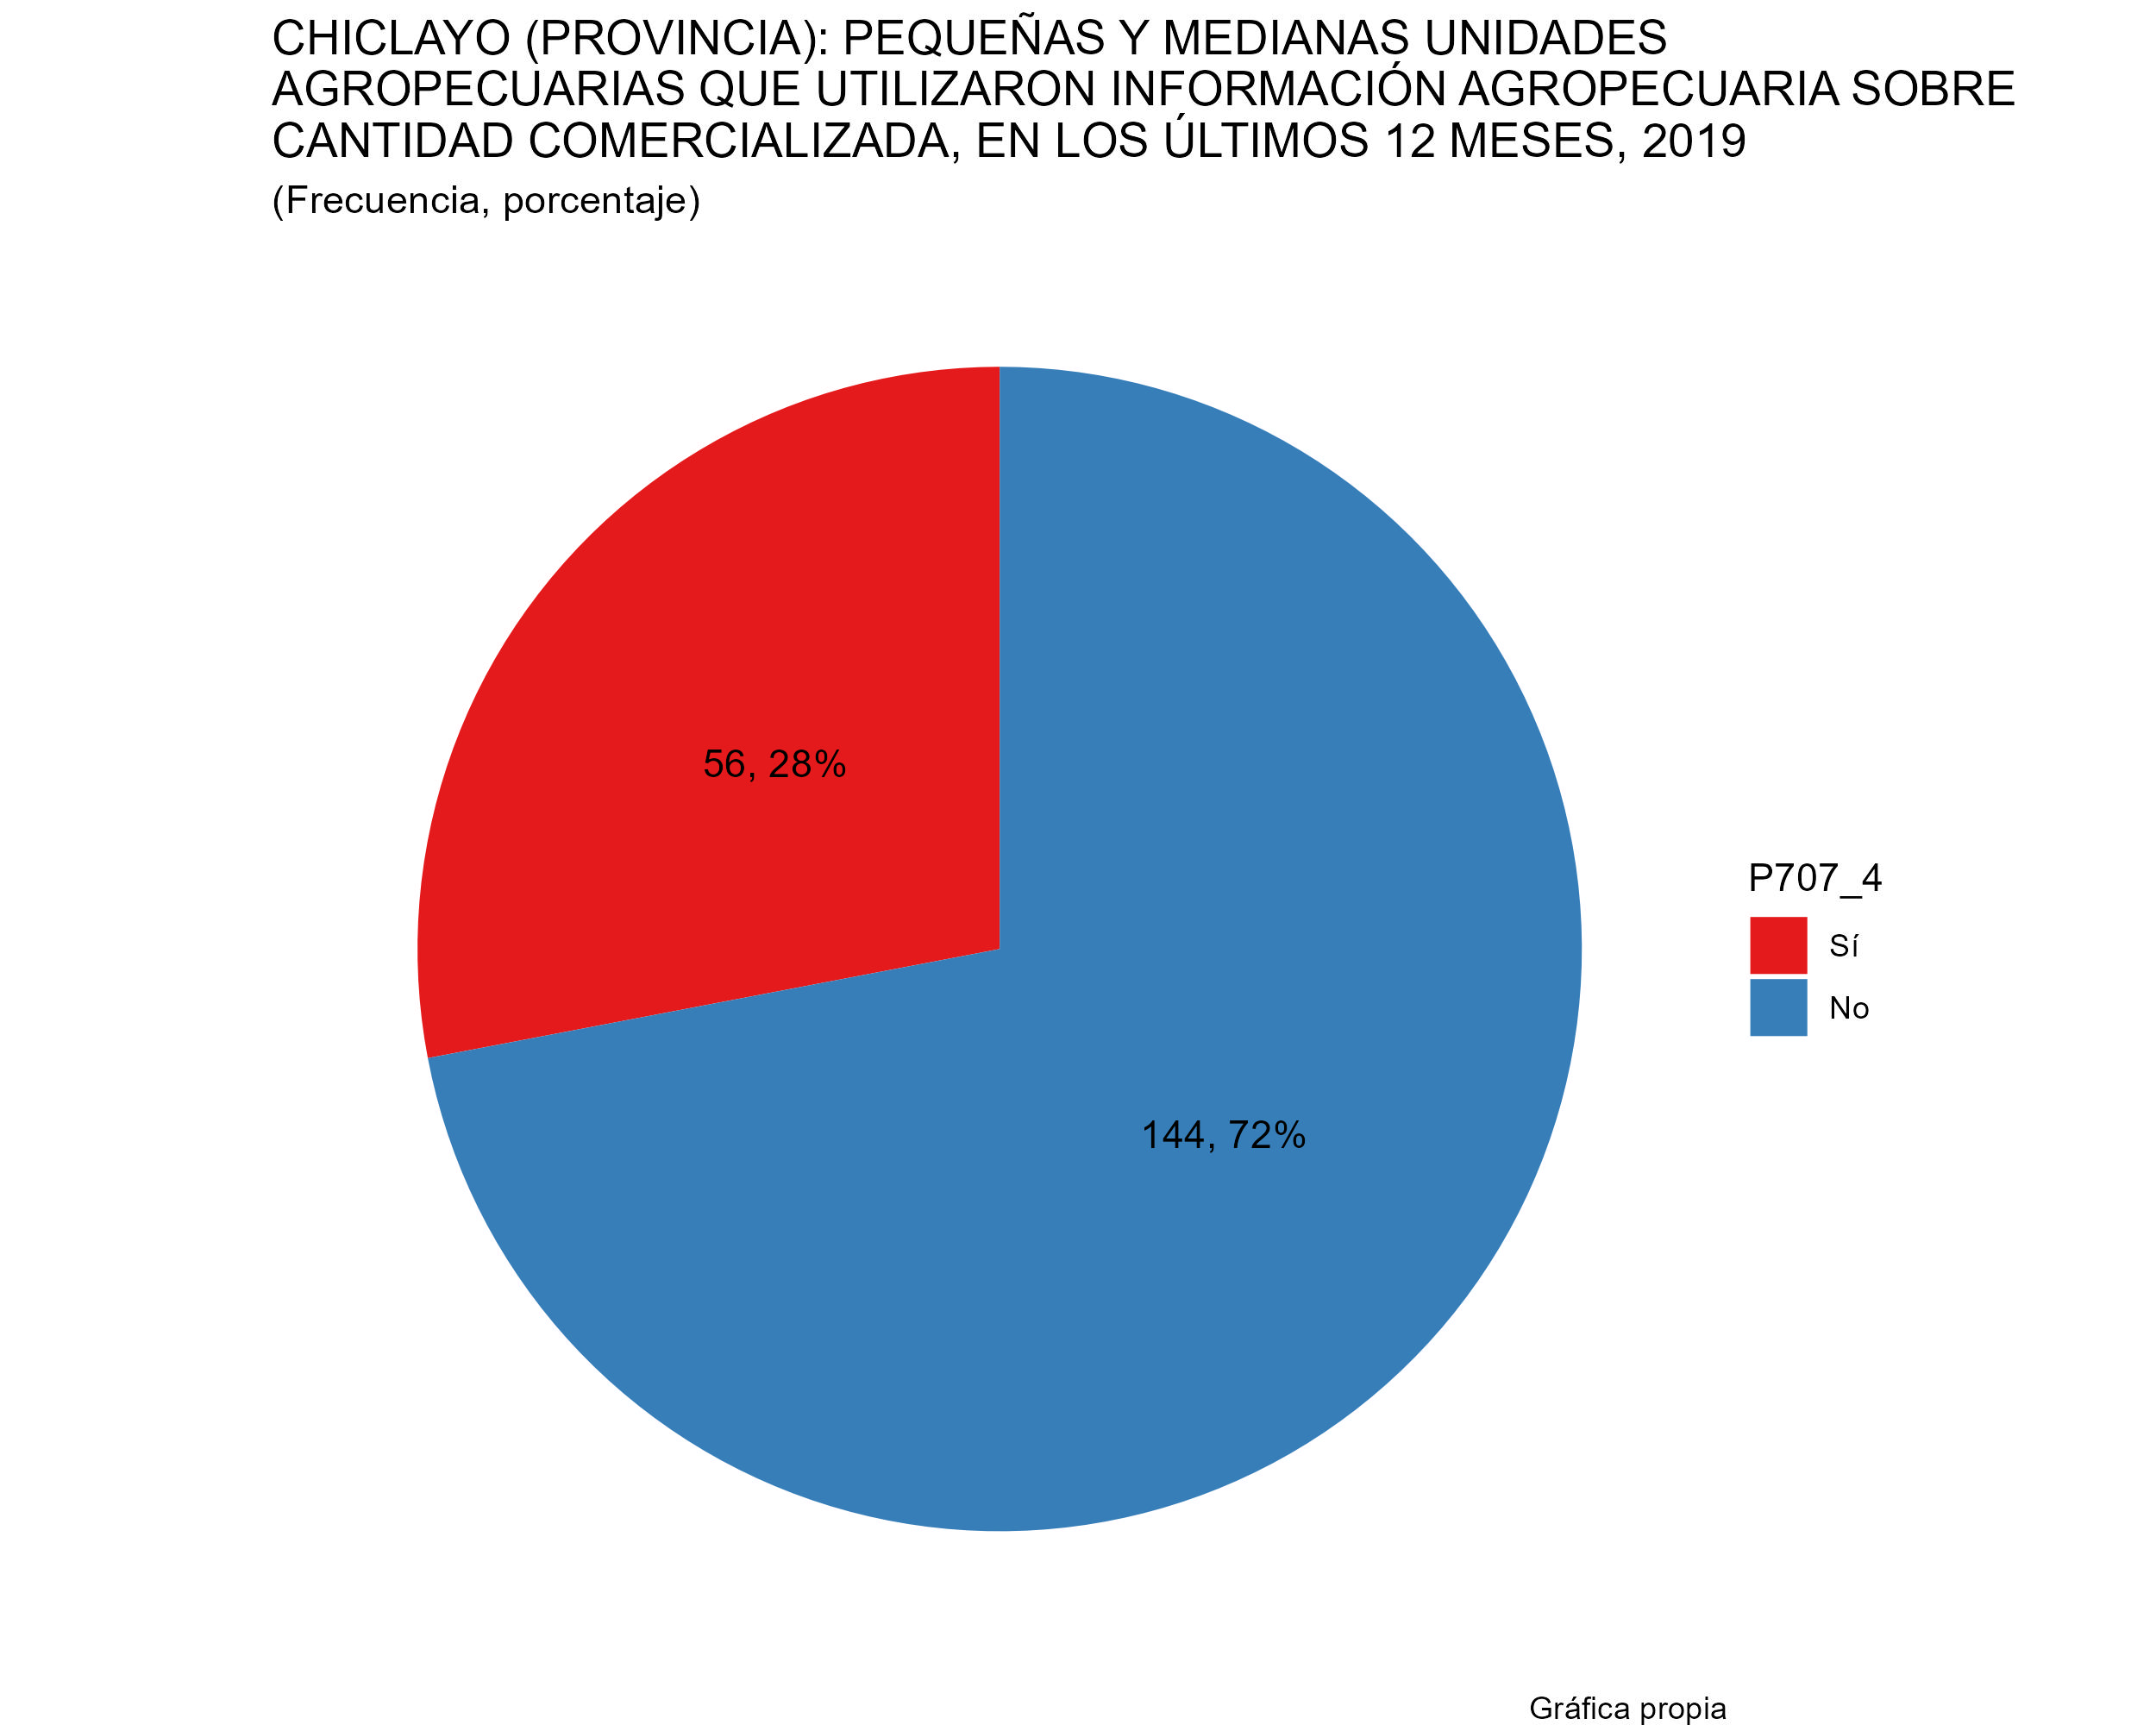 CHICLAYO (PROVINCIA): PEQUEÑAS Y MEDIANAS UNIDADES
AGROPECUARIAS QUE UTILIZARON INFORMACIÓN AGROPECUARIA SOBRE
CANTIDAD COMERCIALIZADA, EN LOS ÚLTIMOS 12 MESES, 2019
(Frecuencia, porcentaje)
56, 28%
144, 72%
P707_4
Sí
No
Gráfica propia